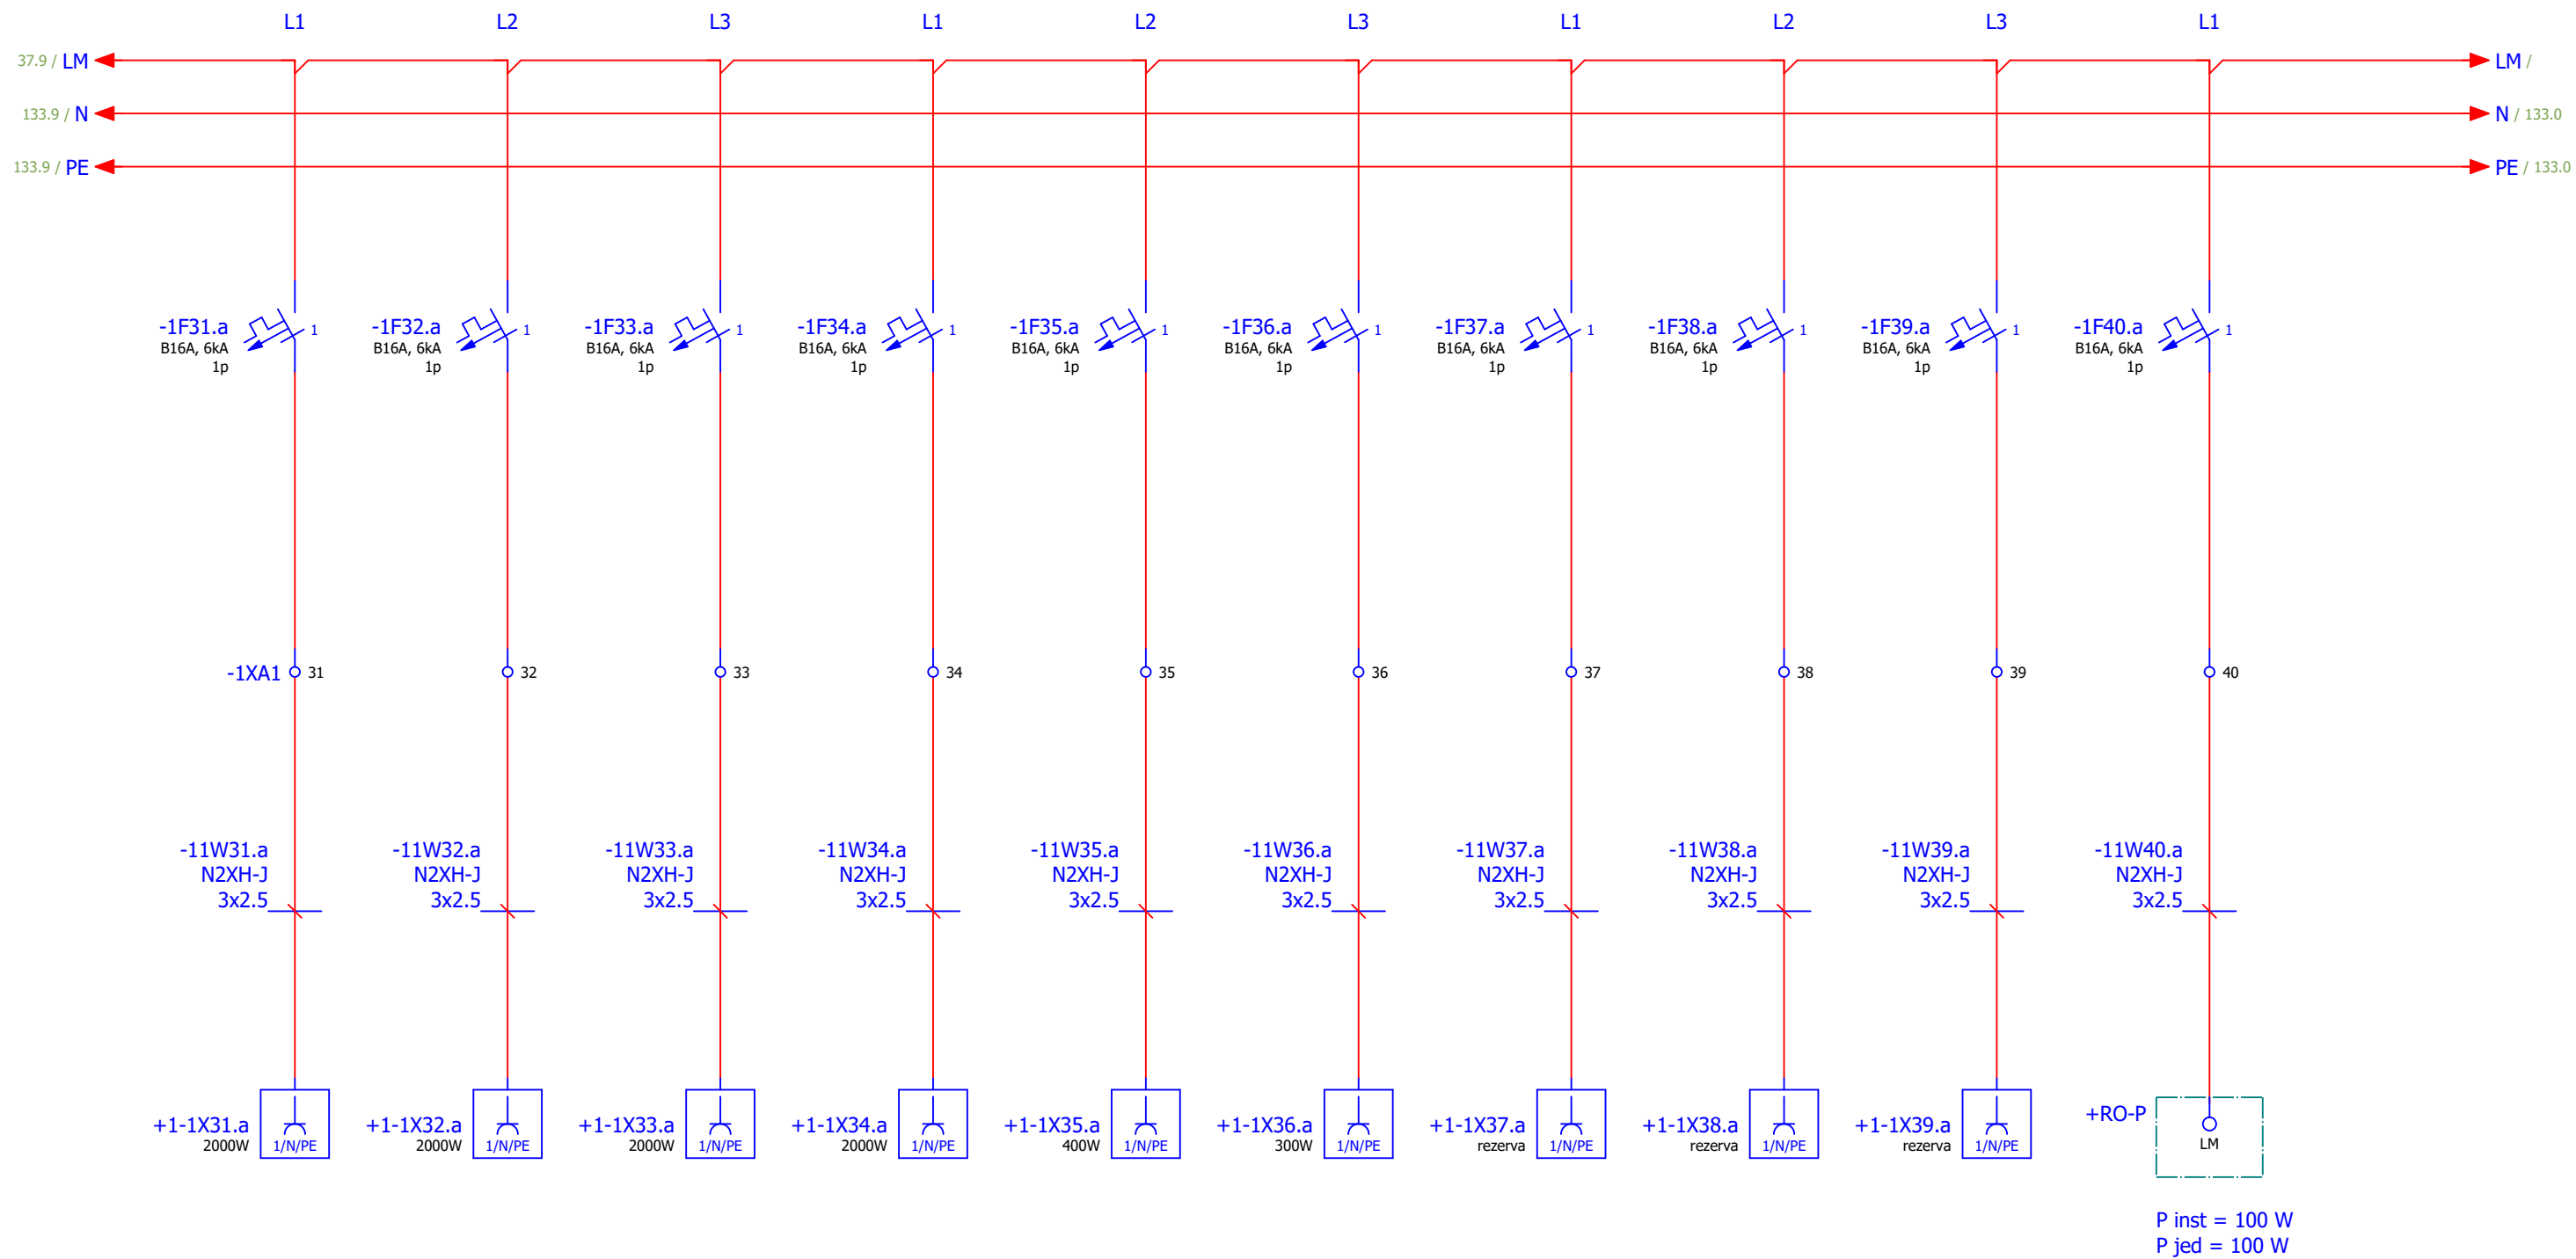 L1 L2 L3 L1 L2 L3 L1 L2 L3 L1
37.9 / LM LM /
133.9 / N N / 133.0
133.9 / PE PE / 133.0
-1F31.a 1 -1F32.a 1 -1F33.a 1 -1F34.a 1 -1F35.a 1 -1F36.a 1 -1F37.a 1 -1F38.a 1 -1F39.a 1 -1F40.a 1
B16A, 6kA B16A, 6kA B16A, 6kA B16A, 6kA B16A, 6kA B16A, 6kA B16A, 6kA B16A, 6kA B16A, 6kA B16A, 6kA
1p 1p 1p 1p 1p 1p 1p 1p 1p 1p
-1XA1 31 32 33 34 35 36 37 38 39 40
-11W31.a -11W32.a -11W33.a -11W34.a -11W35.a -11W36.a -11W37.a -11W38.a -11W39.a -11W40.a
N2XH-J N2XH-J N2XH-J N2XH-J N2XH-J N2XH-J N2XH-J N2XH-J N2XH-J N2XH-J
3x2.5 3x2.5 3x2.5 3x2.5 3x2.5 3x2.5 3x2.5 3x2.5 3x2.5 3x2.5
+1-1X31.a +1-1X32.a +1-1X33.a +1-1X34.a +1-1X35.a +1-1X36.a +1-1X37.a +1-1X38.a +1-1X39.a +RO-P
2000W 1/N/PE 2000W 1/N/PE 2000W 1/N/PE 2000W 1/N/PE 400W 1/N/PE 300W 1/N/PE rezerva 1/N/PE rezerva 1/N/PE rezerva 1/N/PE LM
P inst = 100 W
P jed = 100 W